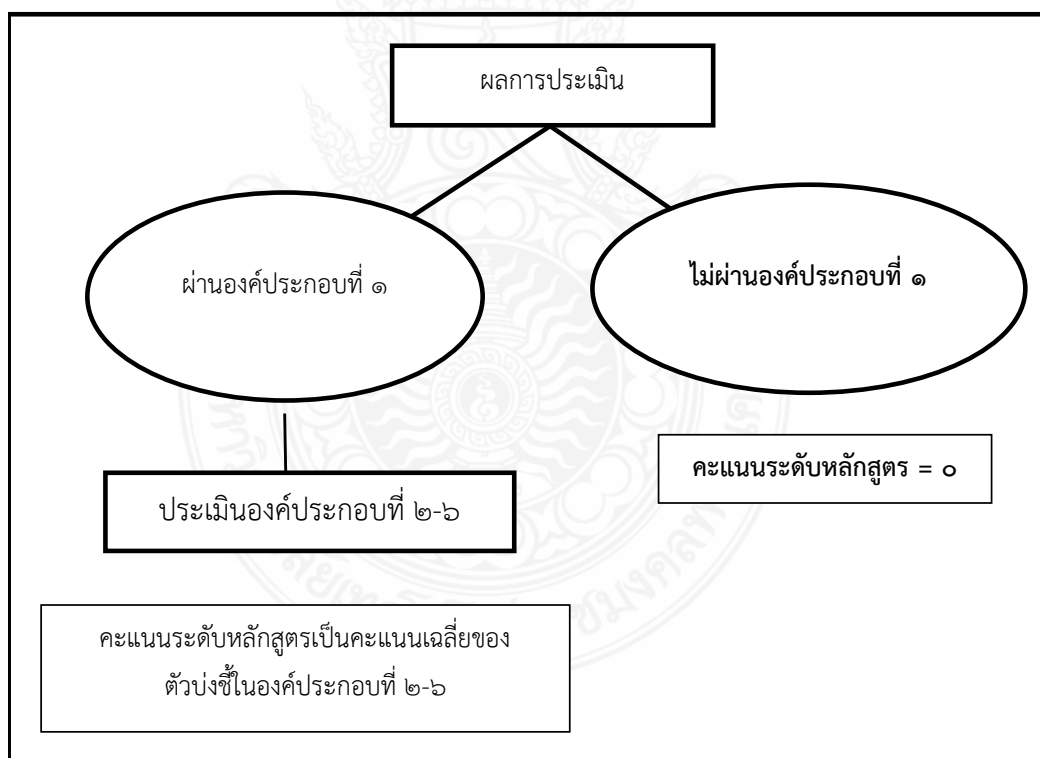 ผลการประเมิน
ผ่านองค์ประกอบที่ ๑
ไม่ผ่านองค์ประกอบที่ ๑
คะแนนระดับหลักสูตร = ๐
ประเมินองค์ประกอบที่ ๒-๖
คะแนนระดับหลักสูตรเป็นคะแนนเฉลี่ยของ
ตัวบ่งชี้ในองค์ประกอบที่ ๒-๖